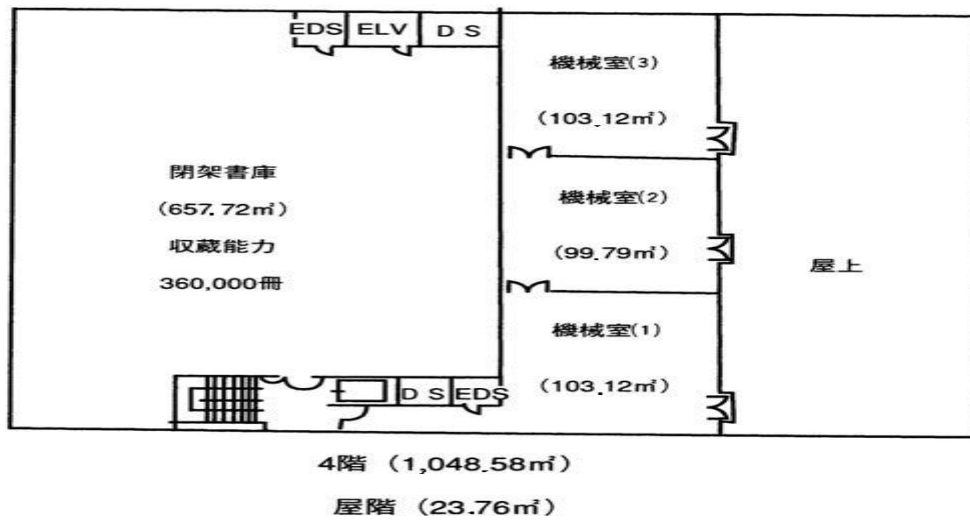 EDS ELV D S
機械室(3)
(103.12㎡)
閉架書庫
(657.72㎡)
収蔵能力
360,000冊
機械室(2)
(99.79㎡)
屋上
機械室(1)
(103.12㎡)
D S EDS
4階 (1,048.58㎡)
屋階 (23.76㎡)